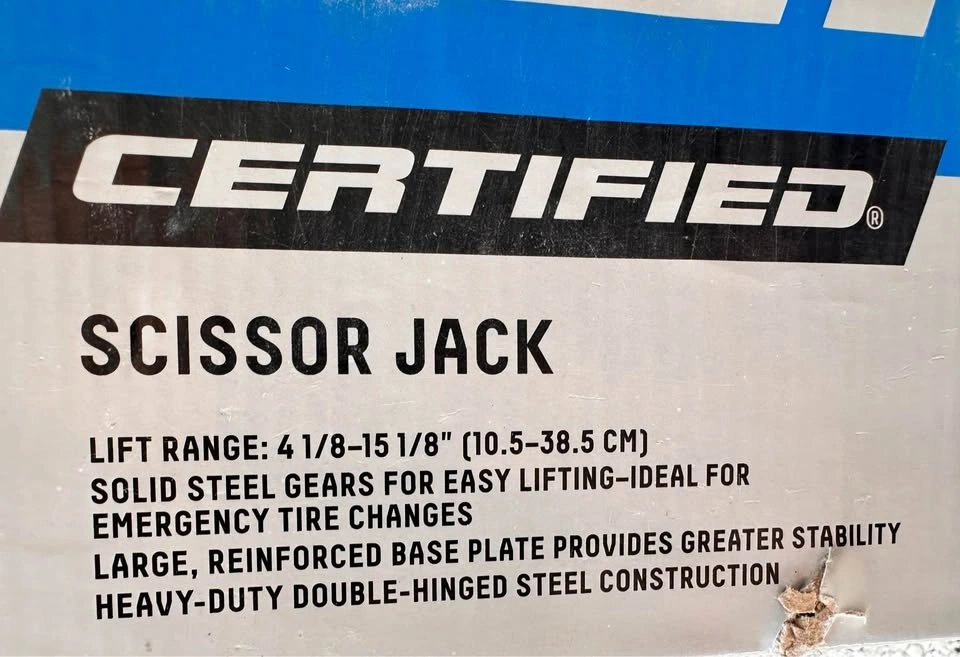 CERTIFIED®
SCISSOR JACK
LIFT RANGE: 4 1/8–15 1/8" (10.5–38.5 CM)
SOLID STEEL GEARS FOR EASY LIFTING–IDEAL FOR
EMERGENCY TIRE CHANGES
LARGE, REINFORCED BASE PLATE PROVIDES GREATER STABILITY
HEAVY-DUTY DOUBLE-HINGED STEEL CONSTRUCTION